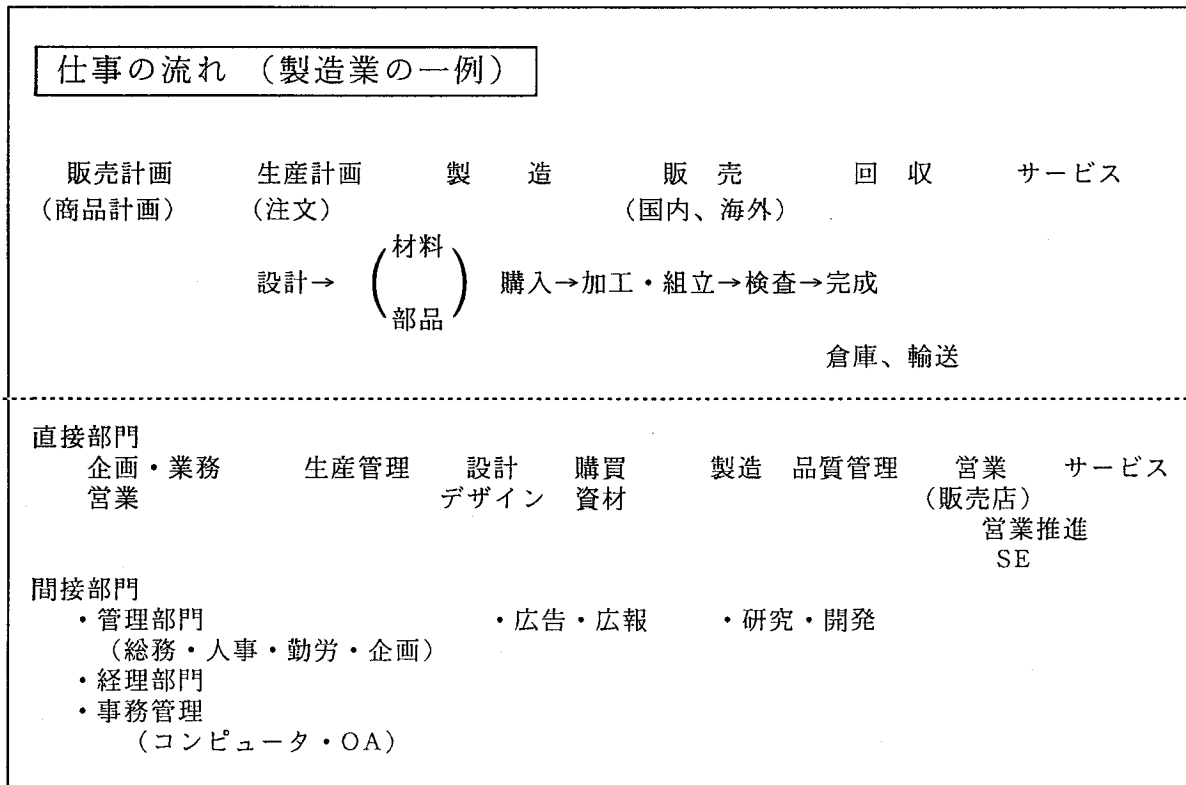 仕事の流れ (製造業の一例)
販売計画 生産計画 製 造 販 売 回 収 サービス
(商品計画) (注文) (国内、海外)
材料
設計→ ( ) 購入→加工・組立→検査→完成
部品
倉庫、輸送
直接部門
企画・業務 生産管理 設計 購買 製造 品質管理 営業 サービス
営業 デザイン 資材 (販売店)
営業推進
SE
間接部門
・管理部門 ・広告・広報 ・研究・開発
(総務・人事・勤労・企画)
・経理部門
・事務管理
(コンピュータ・OA)